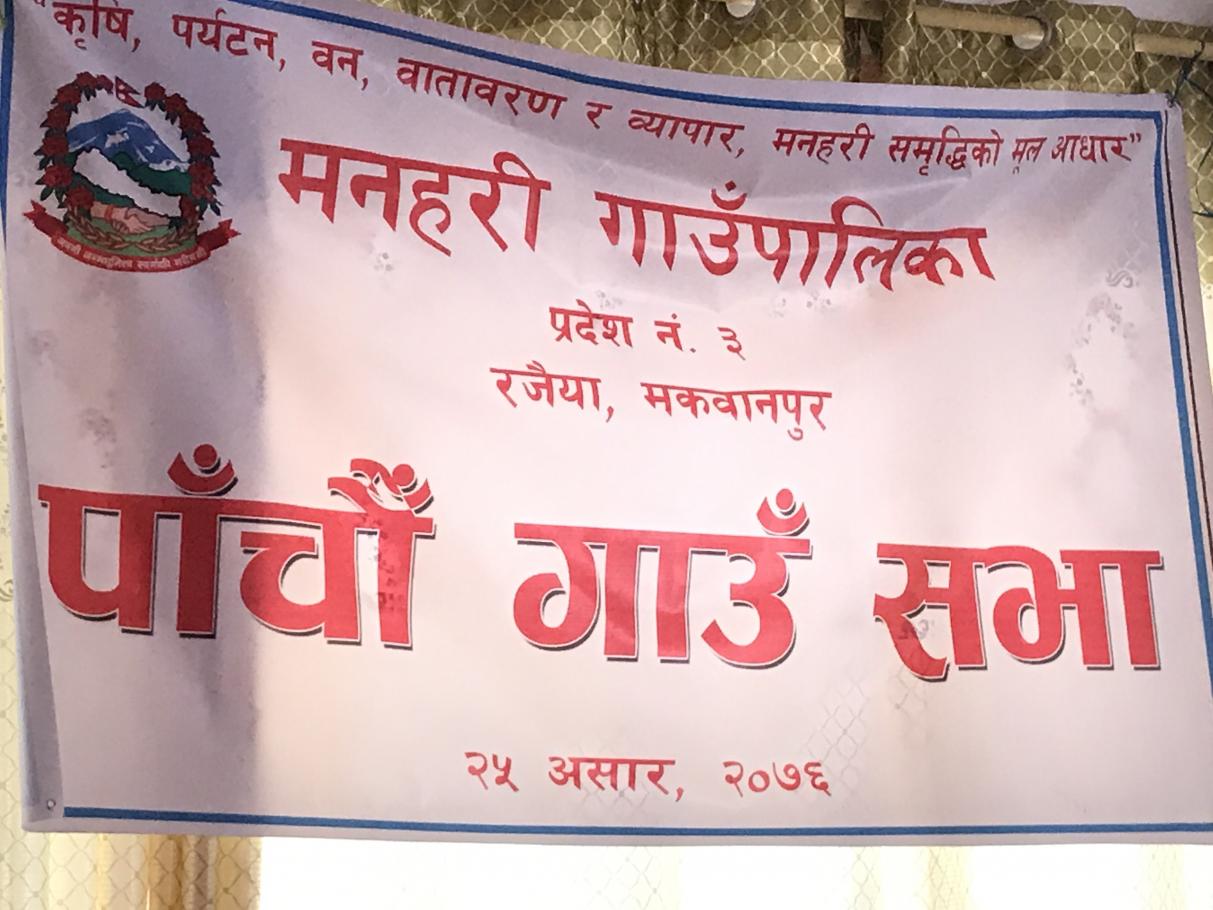 "कृषि, पर्यटन, वन, वातावरण र व्यापार, मनहरी समृद्धिको मूल आधार"
मनहरी गाउँपालिका
प्रदेश नं. ३
रजैया, मकवानपुर
पाँचौँ गाउँ सभा
२५ असार, २०७६